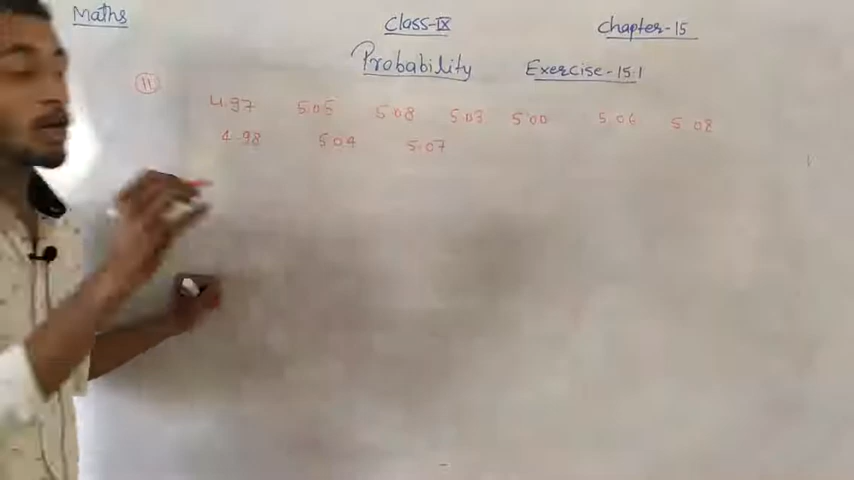 Maths
Class-IX
Chapter-15
Probability
Exercise-15.1
11
4.97 5.05 5.08 5.03 5.00 5.06 5.08
4.98 5.04 5.07